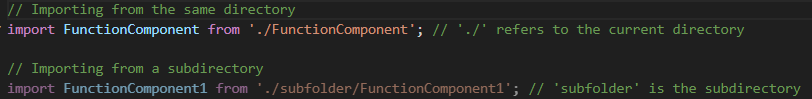 // Importing from the same directory
import FunctionComponent from './FunctionComponent'; // './' refers to the current directory
// Importing from a subdirectory
import FunctionComponent1 from './subfolder/FunctionComponent1'; // 'subfolder' is the subdirectory